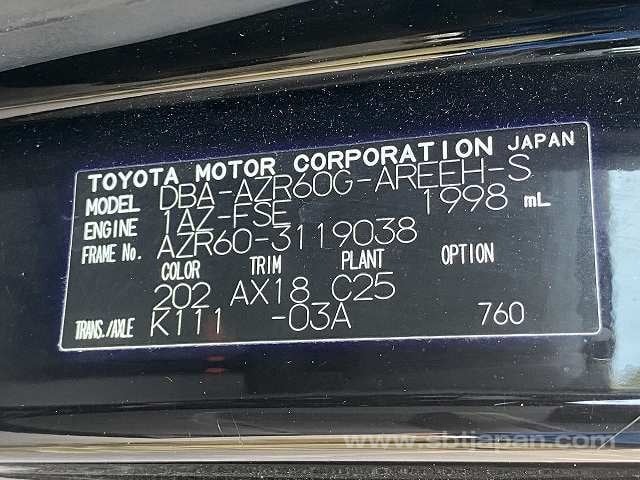 TOYOTA MOTOR CORPORATION JAPAN
MODEL DBA-AZR60G-AREEH-S
ENGINE 1AZ-FSE 1998 mL
FRAME No. AZR60-3119038
COLOR TRIM PLANT OPTION
202 AX18 C25
TRANS./AXLE K111 -03A 760
www.sbtjapan.com